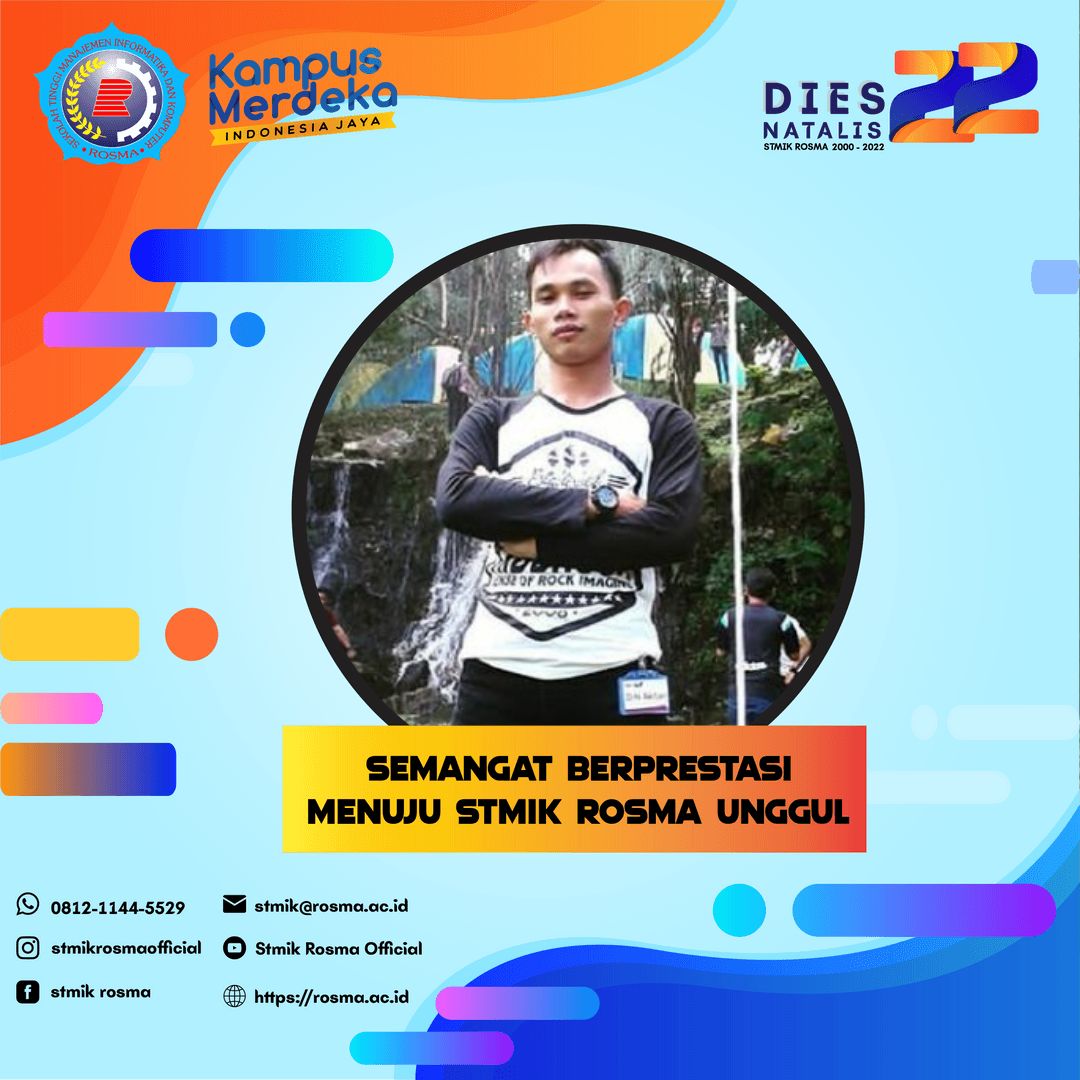 SEKOLAH TINGGI MANAJEMEN INFORMATIKA DAN KOMPUTER
R
• ROSMA •
Kampus
Merdeka
INDONESIA JAYA
DIES
NATALIS
22
STMIK ROSMA 2000 - 2022
OF ROCK IMAGINE
SEMANGAT BERPRESTASI
MENUJU STMIK ROSMA UNGGUL
0812-1144-5529
stmik@rosma.ac.id
stmikrosmaofficial
Stmik Rosma Official
stmik rosma
https://rosma.ac.id